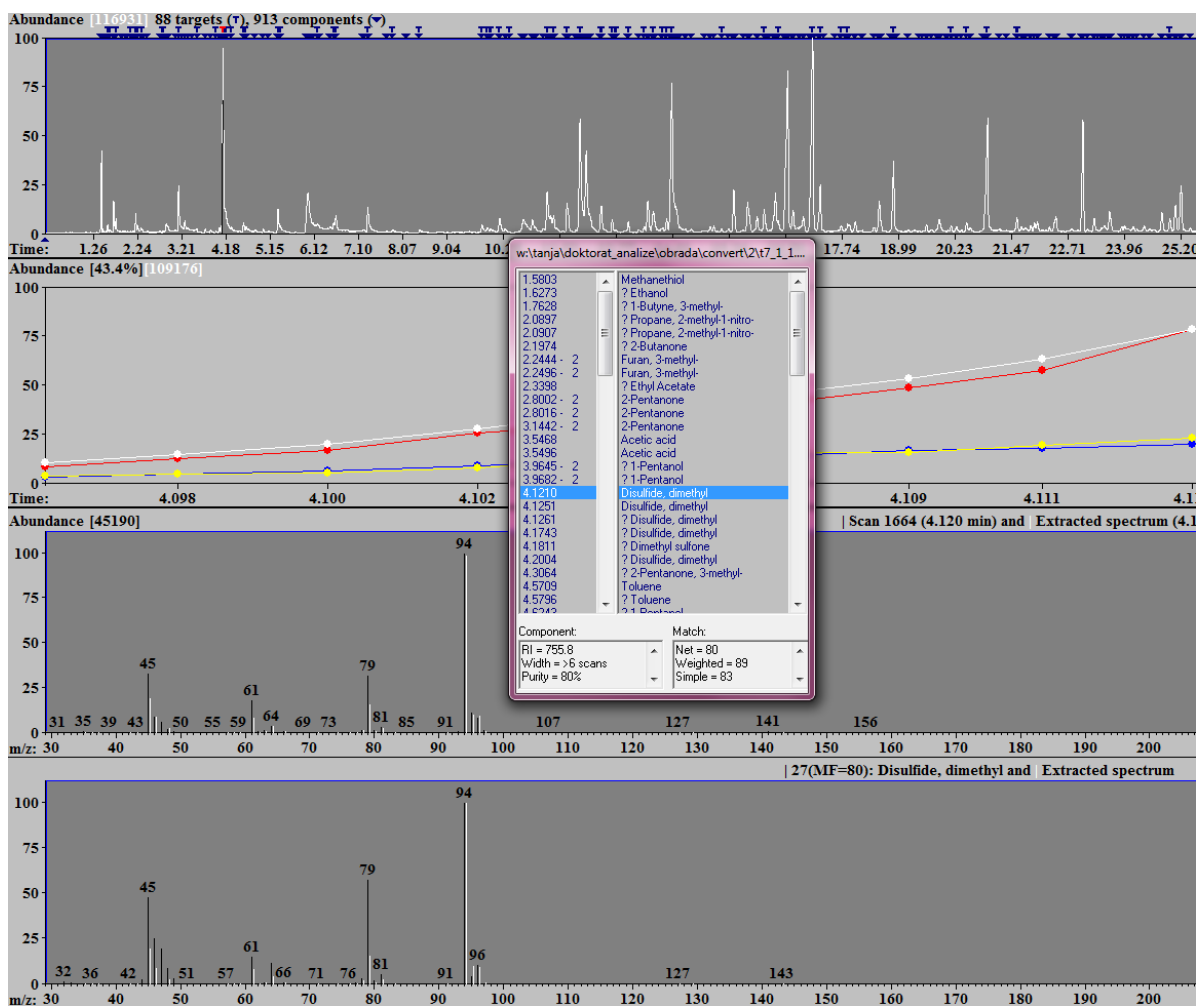 Abundance [116931] 88 targets (T), 913 components (▼)
100
75
50
25
0
Time: 1.26 2.24 3.21 4.18 5.15 6.12 7.10 8.07 9.04 17.74 18.99 20.23 21.47 22.71 23.96 25.20
w:\tanja\doktorat_analize\obrada\convert\2\t7_1_1....
Abundance [43.4%] [109176]
100
75
50
25
0
Time: 4.098 4.100 4.102 4.109 4.111
1.5803 Methanethiol
1.6273 ? Ethanol
1.7628 ? 1-Butyne, 3-methyl-
2.0897 ? Propane, 2-methyl-1-nitro-
2.0907 ? Propane, 2-methyl-1-nitro-
2.1974 ? 2-Butanone
2.2444 - 2 Furan, 3-methyl-
2.2496 - 2 Furan, 3-methyl-
2.3398 ? Ethyl Acetate
2.8002 - 2 2-Pentanone
2.8016 - 2 2-Pentanone
3.1442 - 2 2-Pentanone
3.5468 Acetic acid
3.5496 Acetic acid
3.9645 - 2 ? 1-Pentanol
3.9682 - 2 ? 1-Pentanol
4.1210 Disulfide, dimethyl
4.1251 Disulfide, dimethyl
4.1261 ? Disulfide, dimethyl
4.1743 ? Disulfide, dimethyl
4.1811 ? Dimethyl sulfone
4.2004 ? Disulfide, dimethyl
4.3064 ? 2-Pentanone, 3-methyl-
4.5709 Toluene
4.5796 ? Toluene
4.6243 ? 1-Pentanol
Component: Match:
RI = 755.8 Net = 80
Width = >6 scans Weighted = 89
Purity = 80% Simple = 83
Abundance [45190] | Scan 1664 (4.120 min) and | Extracted spectrum (4.1
100
75
50
25
0
94
45 79
61
64
81
31 35 39 43 50 55 59 69 73 85 91 107 127 141 156
m/z: 30 40 50 60 70 80 90 100 110 120 130 140 150 160 170 180 190 200
| 27(MF=80): Disulfide, dimethyl and | Extracted spectrum
100
75
50
25
0
94
79
45
61
96
81
32 36 42 51 57 66 71 76 91 127 143
m/z: 30 40 50 60 70 80 90 100 110 120 130 140 150 160 170 180 190 200